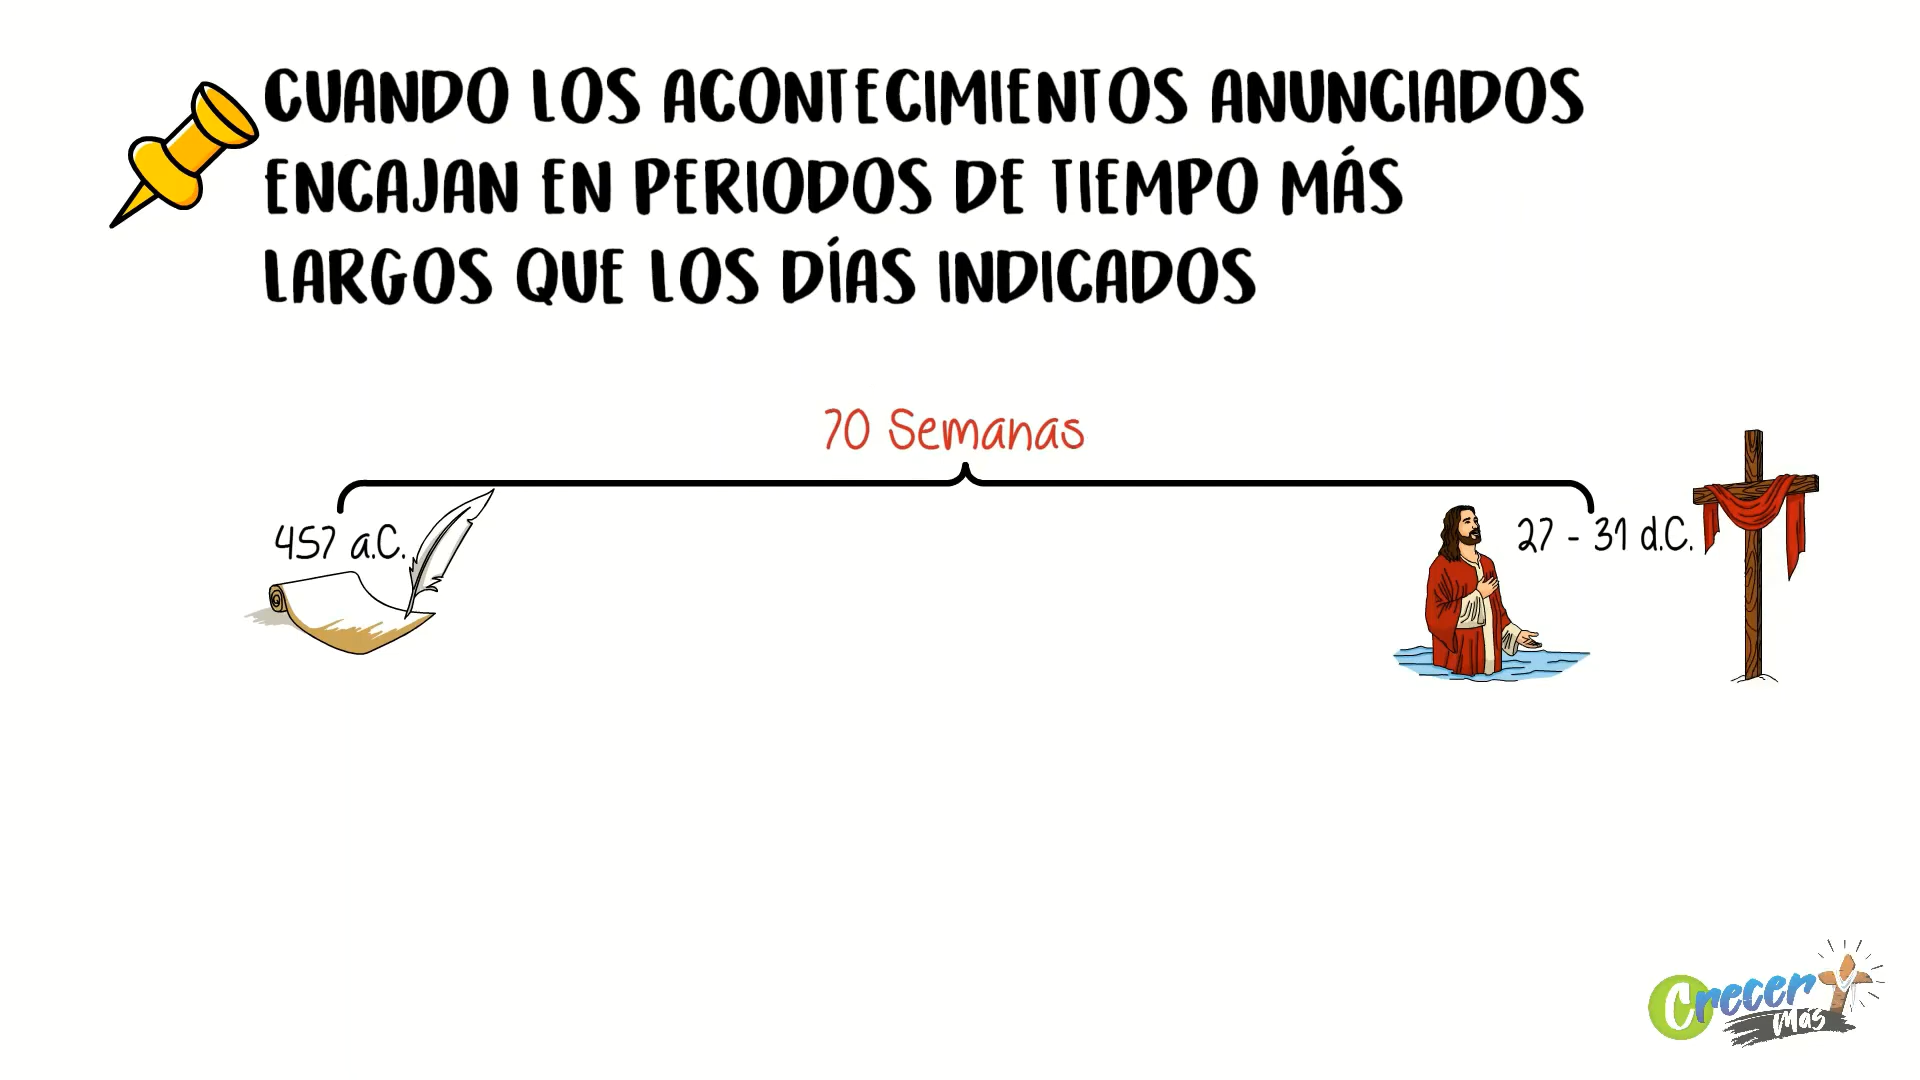 CUANDO LOS ACONTECIMIENTOS ANUNCIADOS
ENCAJAN EN PERIODOS DE TIEMPO MÁS
LARGOS QUE LOS DÍAS INDICADOS
70 Semanas
457 a.C.
27 - 31 d.C.
Crecer
Más